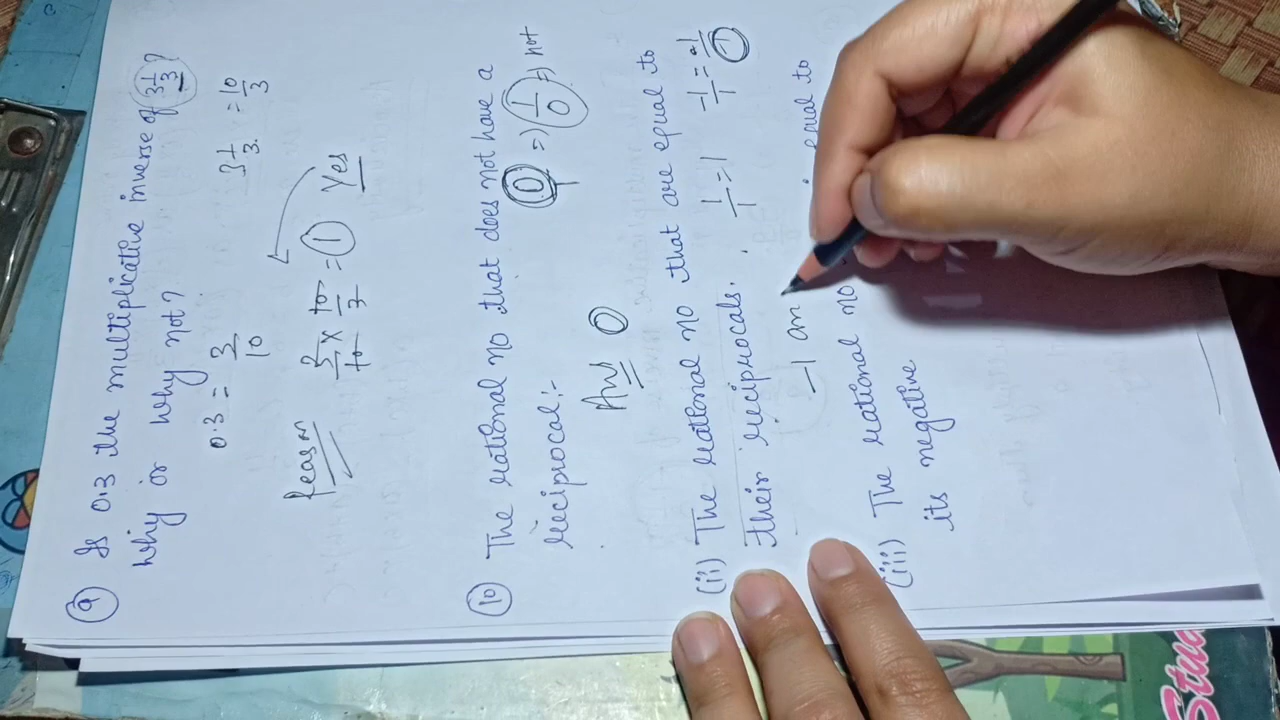 (9) Is 0.3 the multiplicative inverse of 3 1/3?
Why or why not?
0.3 = 3/10
3 1/3. = 10/3
Reason 3/10 × 10/3 = 1 Yes
(10) The rational no that does not have a
reciprocal:- 0/1 => 1/0 => not
Ans 0
(ii) The rational no that are equal to
their reciprocals. 1/1 = 1 -1/1 = -1/1
-1 an
(iii) The rational no equal to
its negative
Stud